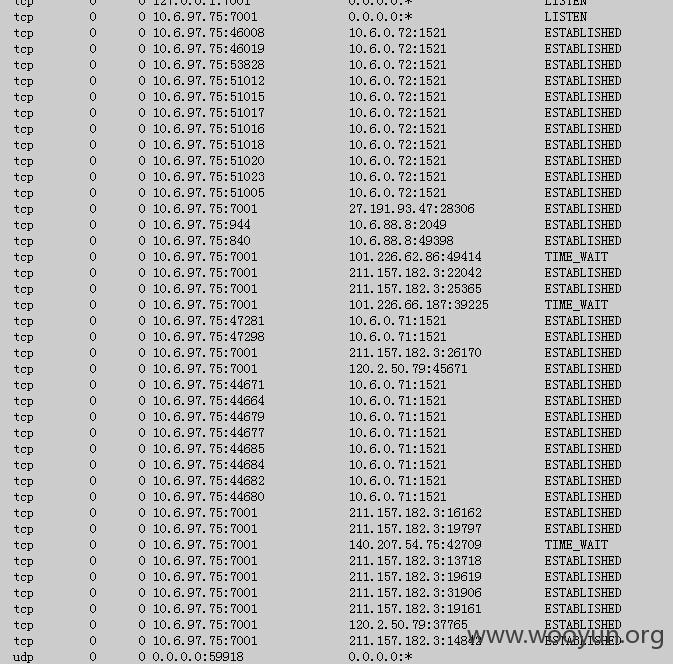 tcp 0 0 127.0.0.1:7001 0.0.0.0:* LISTEN
tcp 0 0 10.6.97.75:7001 0.0.0.0:* LISTEN
tcp 0 0 10.6.97.75:46008 10.6.0.72:1521 ESTABLISHED
tcp 0 0 10.6.97.75:46019 10.6.0.72:1521 ESTABLISHED
tcp 0 0 10.6.97.75:53828 10.6.0.72:1521 ESTABLISHED
tcp 0 0 10.6.97.75:51012 10.6.0.72:1521 ESTABLISHED
tcp 0 0 10.6.97.75:51015 10.6.0.72:1521 ESTABLISHED
tcp 0 0 10.6.97.75:51017 10.6.0.72:1521 ESTABLISHED
tcp 0 0 10.6.97.75:51016 10.6.0.72:1521 ESTABLISHED
tcp 0 0 10.6.97.75:51018 10.6.0.72:1521 ESTABLISHED
tcp 0 0 10.6.97.75:51020 10.6.0.72:1521 ESTABLISHED
tcp 0 0 10.6.97.75:51023 10.6.0.72:1521 ESTABLISHED
tcp 0 0 10.6.97.75:51005 10.6.0.72:1521 ESTABLISHED
tcp 0 0 10.6.97.75:7001 27.191.93.47:28306 ESTABLISHED
tcp 0 0 10.6.97.75:944 10.6.88.8:2049 ESTABLISHED
tcp 0 0 10.6.97.75:840 10.6.88.8:49398 ESTABLISHED
tcp 0 0 10.6.97.75:7001 101.226.62.86:49414 TIME_WAIT
tcp 0 0 10.6.97.75:7001 211.157.182.3:22042 ESTABLISHED
tcp 0 0 10.6.97.75:7001 211.157.182.3:25365 ESTABLISHED
tcp 0 0 10.6.97.75:7001 101.226.66.187:39225 TIME_WAIT
tcp 0 0 10.6.97.75:47281 10.6.0.71:1521 ESTABLISHED
tcp 0 0 10.6.97.75:47298 10.6.0.71:1521 ESTABLISHED
tcp 0 0 10.6.97.75:7001 211.157.182.3:26170 ESTABLISHED
tcp 0 0 10.6.97.75:7001 120.2.50.79:45671 ESTABLISHED
tcp 0 0 10.6.97.75:44671 10.6.0.71:1521 ESTABLISHED
tcp 0 0 10.6.97.75:44664 10.6.0.71:1521 ESTABLISHED
tcp 0 0 10.6.97.75:44679 10.6.0.71:1521 ESTABLISHED
tcp 0 0 10.6.97.75:44677 10.6.0.71:1521 ESTABLISHED
tcp 0 0 10.6.97.75:44685 10.6.0.71:1521 ESTABLISHED
tcp 0 0 10.6.97.75:44684 10.6.0.71:1521 ESTABLISHED
tcp 0 0 10.6.97.75:44682 10.6.0.71:1521 ESTABLISHED
tcp 0 0 10.6.97.75:44680 10.6.0.71:1521 ESTABLISHED
tcp 0 0 10.6.97.75:7001 211.157.182.3:16162 ESTABLISHED
tcp 0 0 10.6.97.75:7001 211.157.182.3:19797 ESTABLISHED
tcp 0 0 10.6.97.75:7001 140.207.54.75:42709 TIME_WAIT
tcp 0 0 10.6.97.75:7001 211.157.182.3:13718 ESTABLISHED
tcp 0 0 10.6.97.75:7001 211.157.182.3:19619 ESTABLISHED
tcp 0 0 10.6.97.75:7001 211.157.182.3:31906 ESTABLISHED
tcp 0 0 10.6.97.75:7001 211.157.182.3:19161 ESTABLISHED
tcp 0 0 10.6.97.75:7001 120.2.50.79:37765 ESTABLISHED
tcp 0 0 10.6.97.75:7001 211.157.182.3:14842 ESTABLISHED
udp 0 0 0.0.0.0:59918 0.0.0.0:*
www.wooyun.org